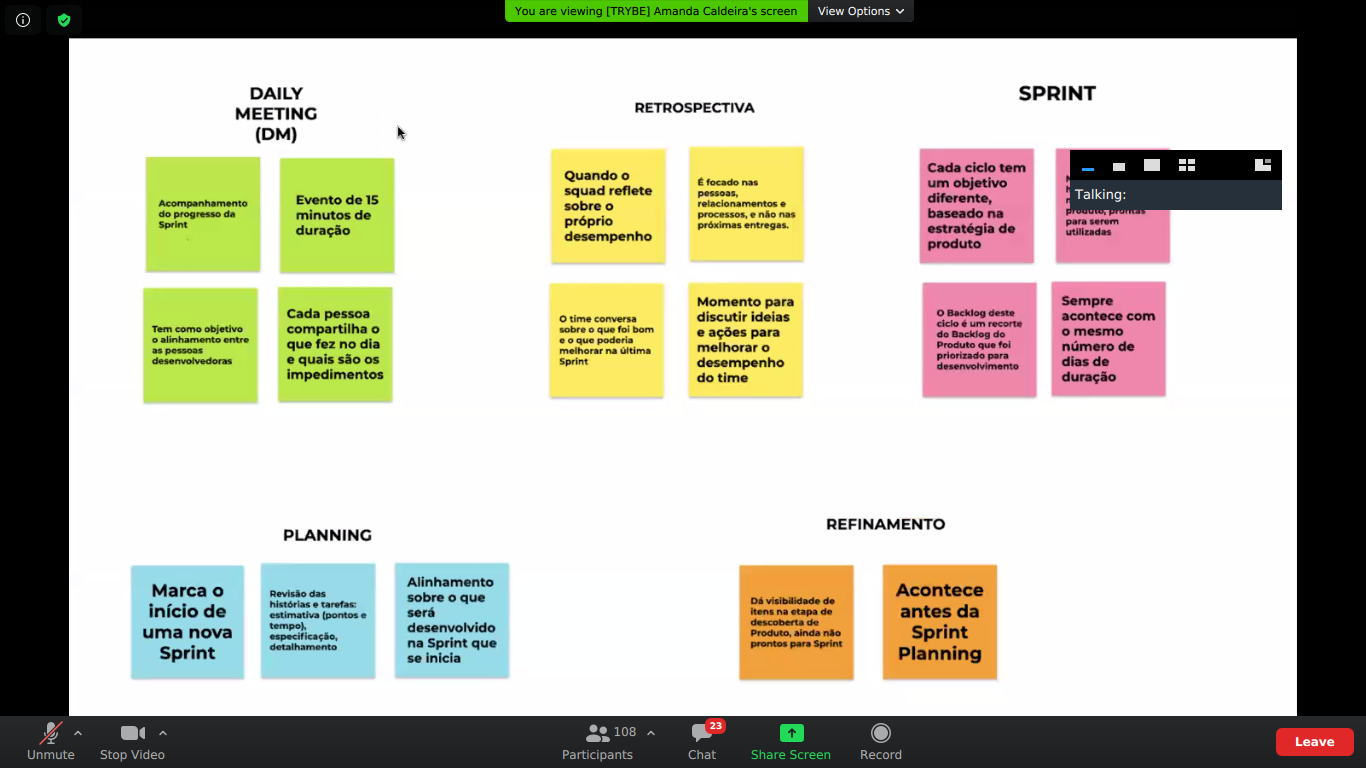 You are viewing [TRYBE] Amanda Caldeira's screen
View Options
DAILY
MEETING
(DM)
Acompanhamento
do progresso da
Sprint
Evento de 15
minutos de
duração
Tem como objetivo
o alinhamento entre
as pessoas
desenvolvedoras
Cada pessoa
compartilha o
que fez no dia
e quais são os
impedimentos
RETROSPECTIVA
Quando o
squad reflete
sobre o
próprio
desempenho
É focado nas
pessoas,
relacionamentos e
processos, e não nas
próximas entregas.
O time conversa
sobre o que foi bom
e o que poderia
melhorar na última
Sprint
Momento para
discutir ideias
e ações para
melhorar o
desempenho
do time
SPRINT
Cada ciclo tem
um objetivo
diferente,
baseado na
estratégia de
produto
Talking:
produto, prontas
para serem
utilizadas
O Backlog deste
ciclo é um recorte
do Backlog do
Produto que foi
priorizado para
desenvolvimento
Sempre
acontece com
o mesmo
número de
dias de
duração
PLANNING
Marca o
início de
uma nova
Sprint
Revisão das
histórias e tarefas:
estimativa (pontos e
tempo),
especificação,
detalhamento
Alinhamento
sobre o que
será
desenvolvido
na Sprint que
se inicia
REFINAMENTO
Dá visibilidade de
itens na etapa de
descoberta de
Produto, ainda não
prontos para Sprint
Acontece
antes da
Sprint
Planning
Unmute
Stop Video
108
Participants
23
Chat
Share Screen
Record
Leave